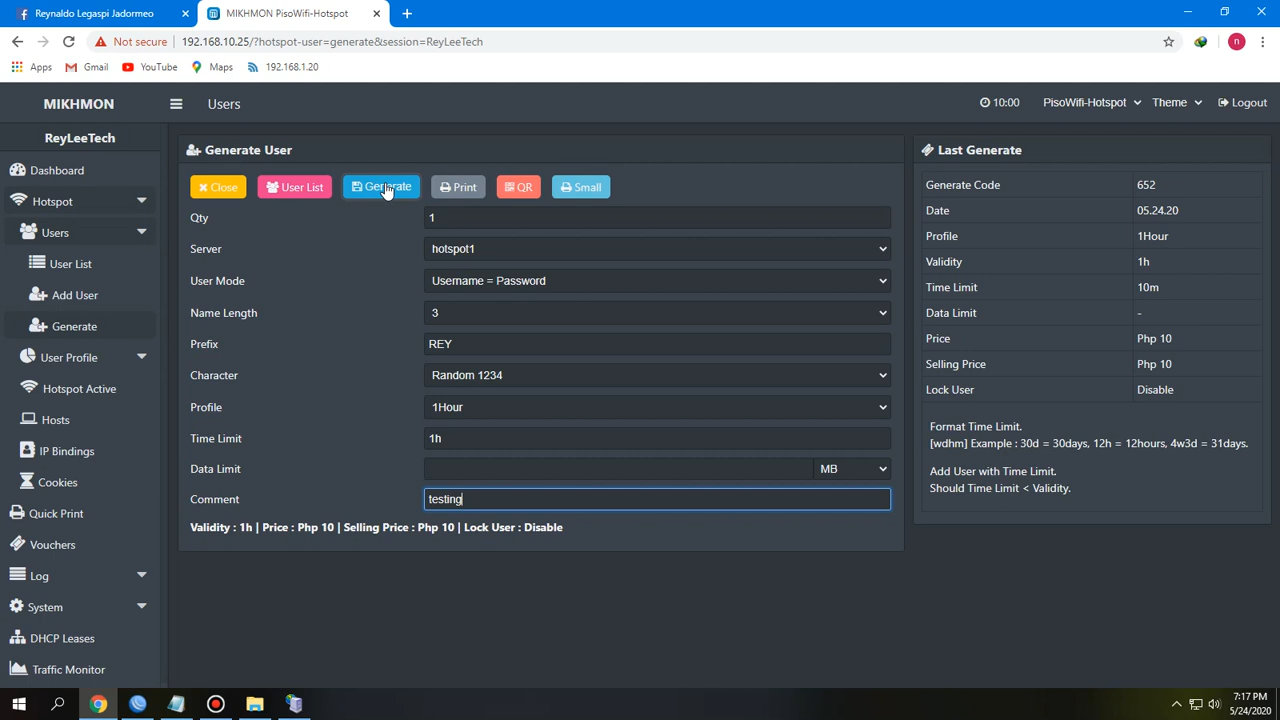 Reynaldo Legaspi Jadormeo
MIKHMON PisoWifi-Hotspot
Not secure 192.168.10.25/?hotspot-user=generate&session=ReyLeeTech
n
Apps Gmail YouTube Maps 192.168.1.20
MIKHMON Users 10:00 PisoWifi-Hotspot Theme Logout
ReyLeeTech
Dashboard
Hotspot
Users
User List
Add User
Generate
User Profile
Hotspot Active
Hosts
IP Bindings
Cookies
Quick Print
Vouchers
Log
System
DHCP Leases
Traffic Monitor
Generate User
Close User List Generate Print QR Small
Qty 1
Server hotspot1
User Mode Username = Password
Name Length 3
Prefix REY
Character Random 1234
Profile 1Hour
Time Limit 1h
Data Limit MB
Comment testing
Validity : 1h | Price : Php 10 | Selling Price : Php 10 | Lock User : Disable
Last Generate
Generate Code 652
Date 05.24.20
Profile 1Hour
Validity 1h
Time Limit 10m
Data Limit -
Price Php 10
Selling Price Php 10
Lock User Disable
Format Time Limit.
[wdhm] Example : 30d = 30days, 12h = 12hours, 4w3d = 31days.
Add User with Time Limit.
Should Time Limit < Validity.
7:17 PM
5/24/2020